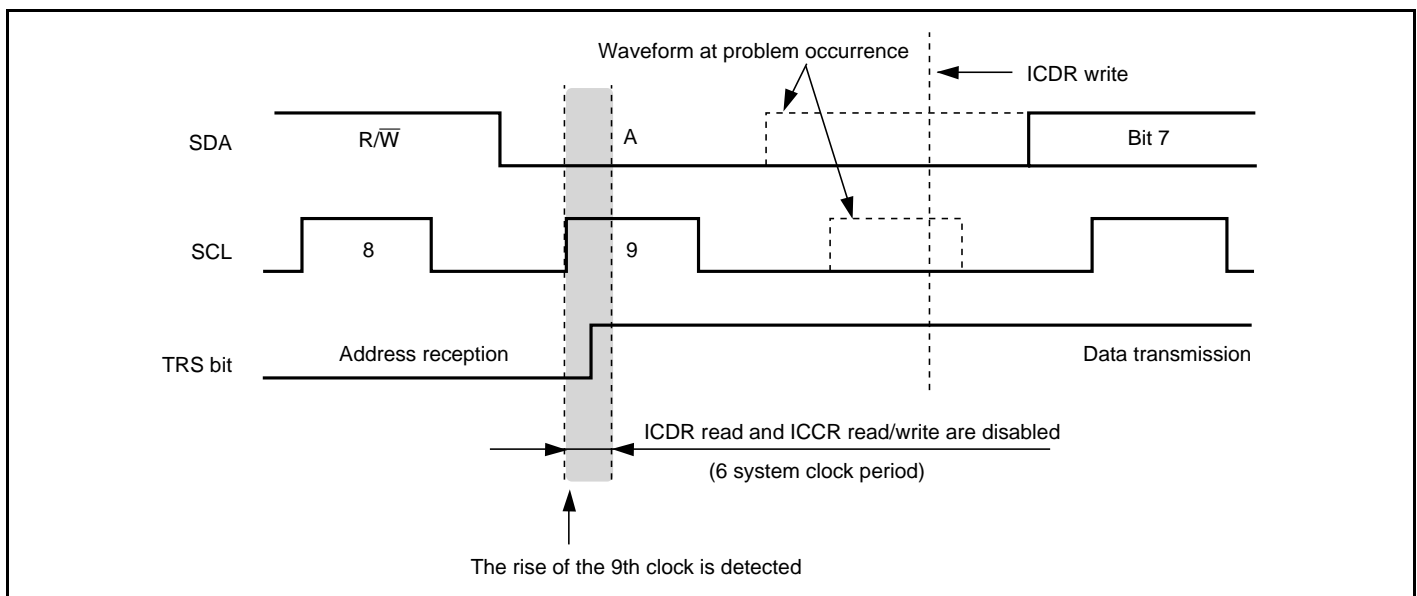 Waveform at problem occurrence
ICDR write
SDA
R/W̅
A
Bit 7
SCL
8
9
TRS bit
Address reception
Data transmission
ICDR read and ICCR read/write are disabled
(6 system clock period)
The rise of the 9th clock is detected